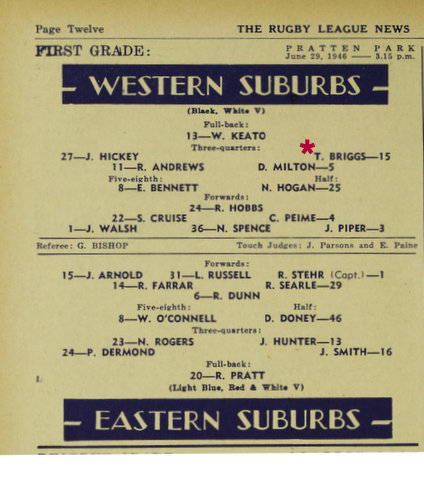 Page Twelve THE RUGBY LEAGUE NEWS
FIRST GRADE: PRATTEN PARK
June 29, 1946 — 3.15 p.m.
— WESTERN SUBURBS —
(Black, White V)
Full-back:
13—W. KEATO
Three-quarters: *
27—J. HICKEY T. BRIGGS—15
11—R. ANDREWS D. MILTON—5
Five-eighth: Half:
8—E. BENNETT N. HOGAN—25
Forwards:
24—R. HOBBS
22—S. CRUISE C. PEIME—4
1—J. WALSH 36—N. SPENCE J. PIPER—3
Referee: G. BISHOP Touch Judges: J. Parsons and E. Paine
Forwards:
15—J. ARNOLD 31—L. RUSSELL R. STEHR (Capt.)—1
14—R. FARRAR R. SEARLE—29
6—R. DUNN
Five-eighth: Half:
8—W. O'CONNELL D. DONEY—46
Three-quarters:
23—N. ROGERS J. HUNTER—13
24—P. DERMOND J. SMITH—16
Full-back:
20—R. PRATT
(Light Blue, Red & White V)
— EASTERN SUBURBS —